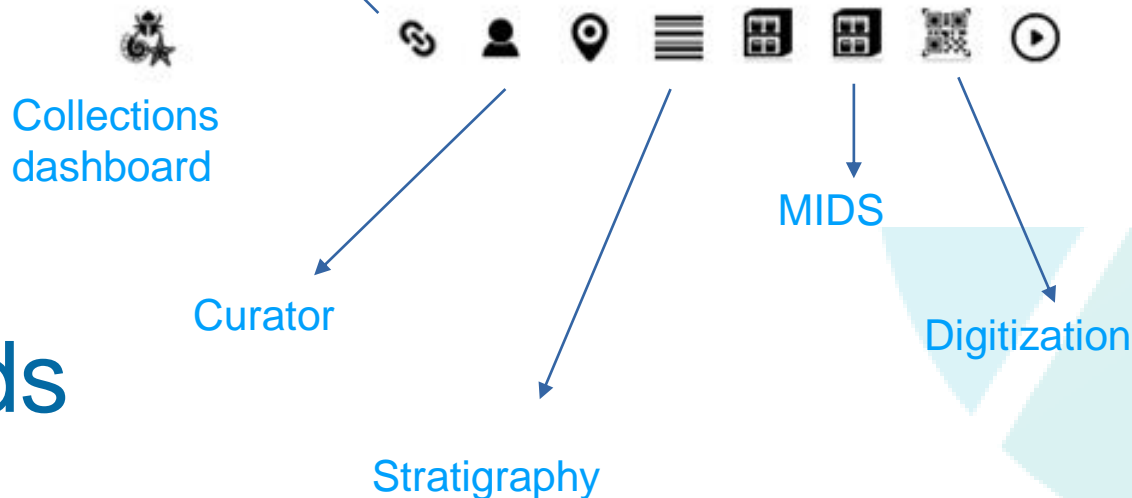 Collections
dashboard
MIDS
Curator
Digitization
ds
Stratigraphy